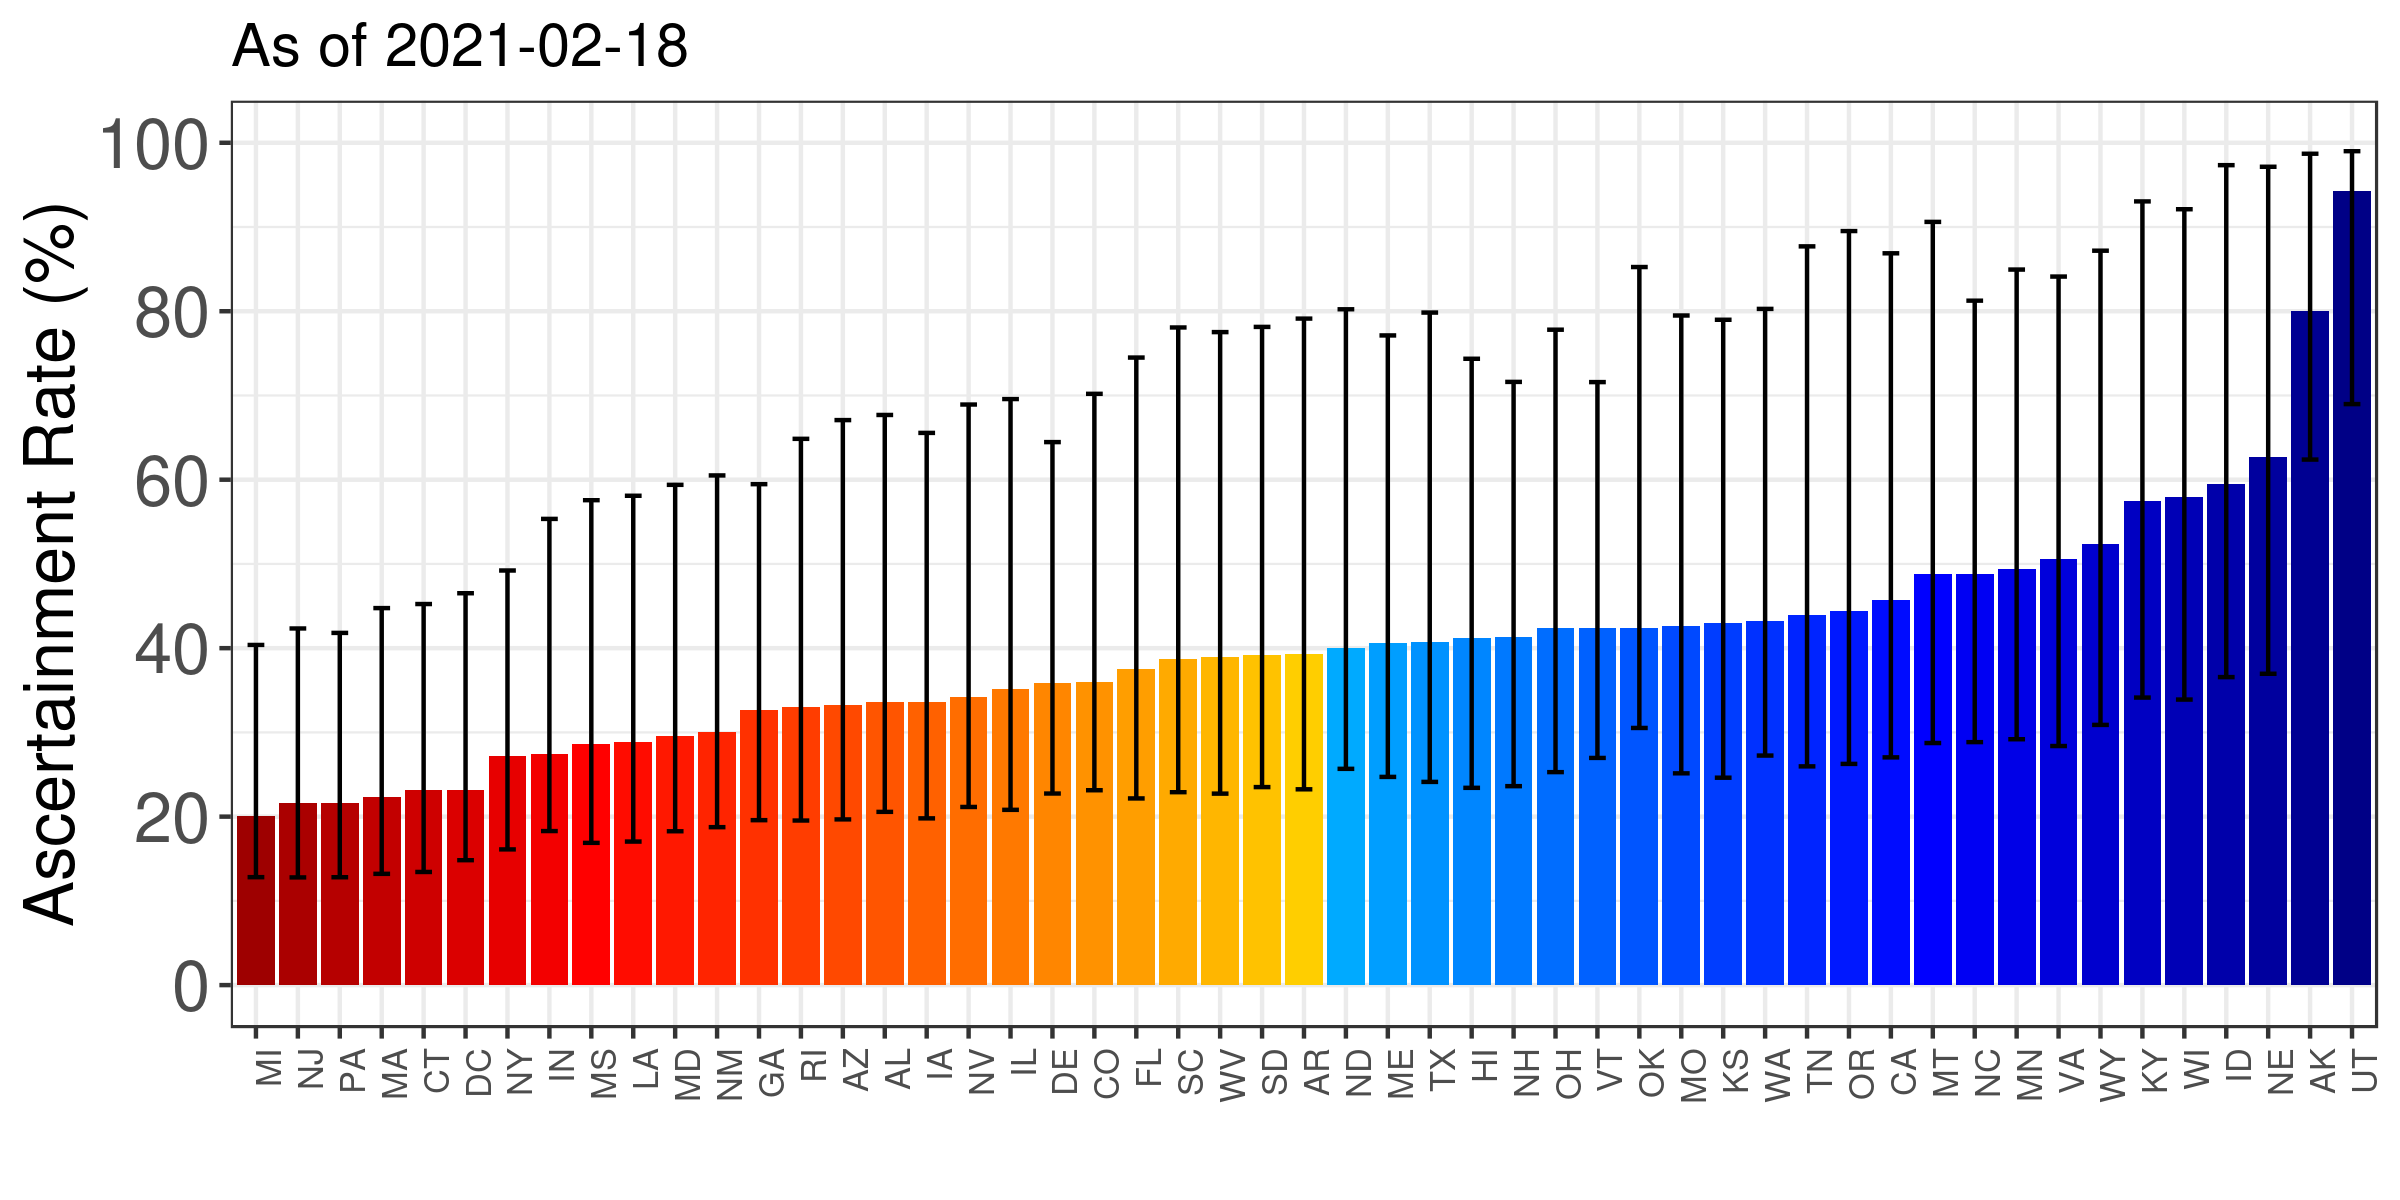 As of 2021-02-18
Ascertainment Rate (%)
100
80
60
40
20
0
MI NJ PA MA CT DC NY IN MS LA MD NM GA RI AZ AL IA NV IL DE CO FL SC WV SD AR ND ME TX HI NH OH VT OK MO KS WA TN OR CA MT NC MN VA WY KY WI ID NE AK UT